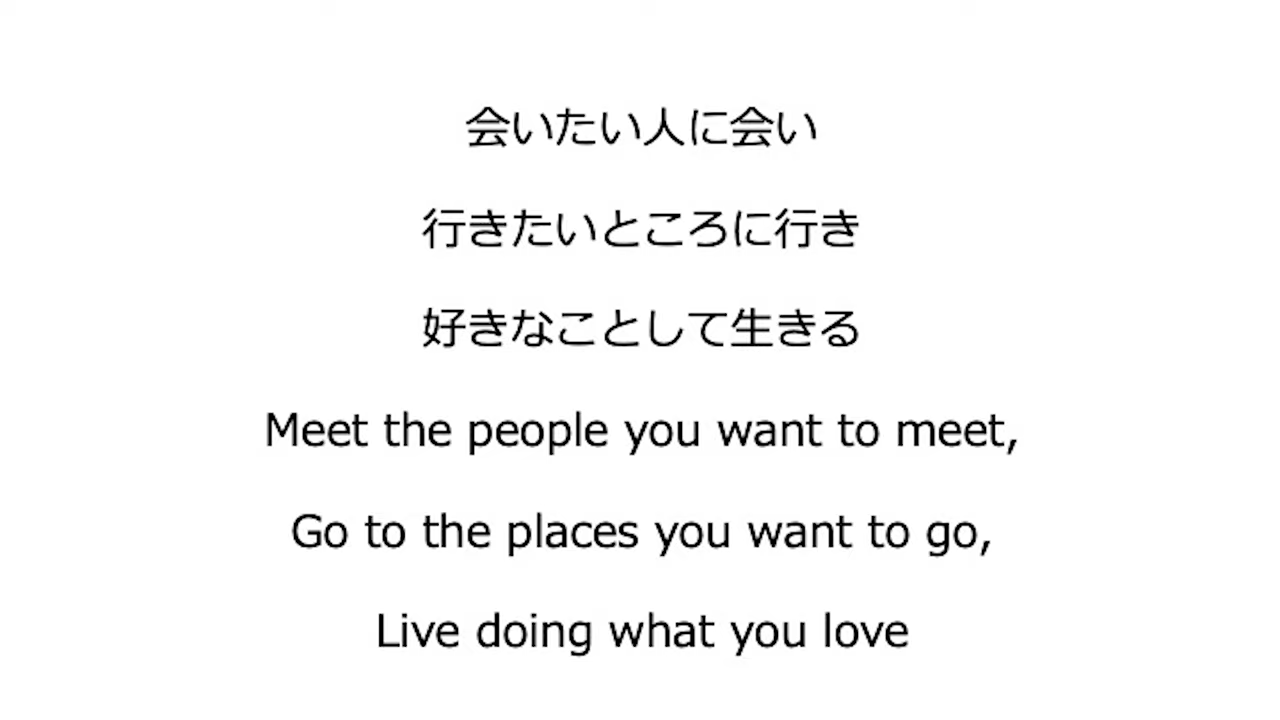 会いたい人に会い
行きたいところに行き
好きなことして生きる
Meet the people you want to meet,
Go to the places you want to go,
Live doing what you love